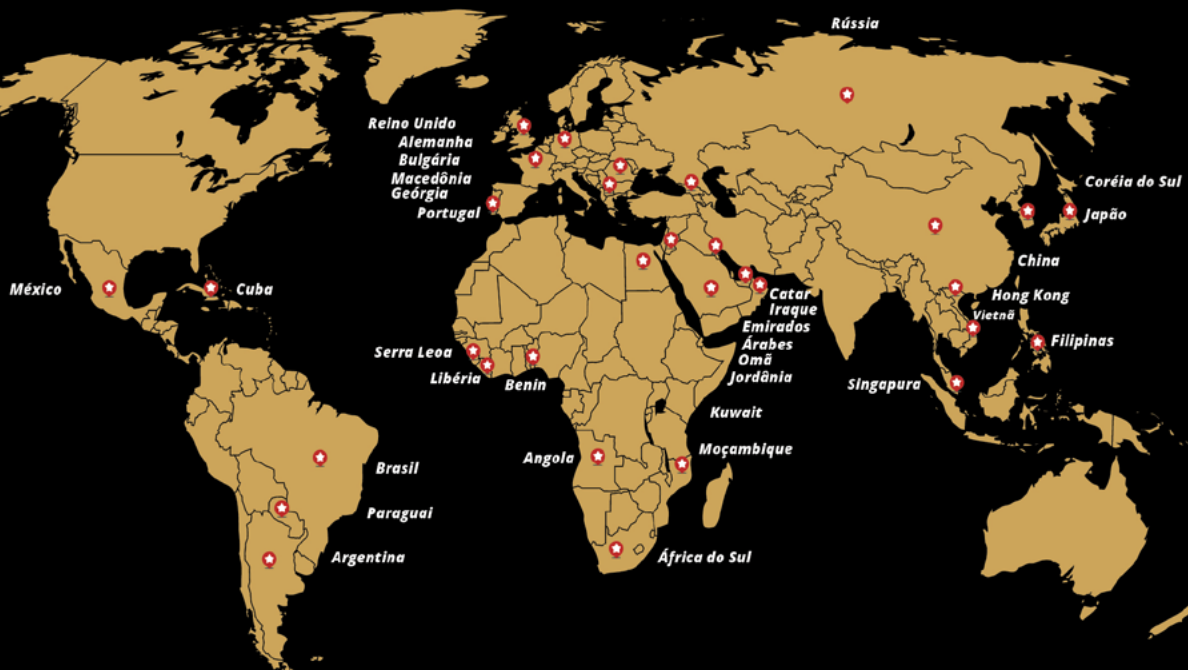 Rússia
Reino Unido
Alemanha
Bulgária
Macedônia
Geórgia
Portugal
Coréia do Sul
Japão
China
Hong Kong
Vietnã
Filipinas
Singapura
México
Cuba
Catar
Iraque
Emirados
Árabes
Omã
Jordânia
Kuwait
Serra Leoa
Libéria
Benin
Angola
Moçambique
África do Sul
Brasil
Paraguai
Argentina